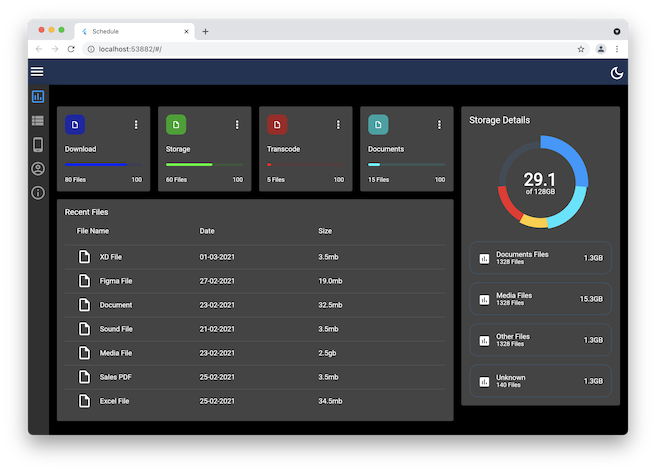 Schedule
localhost:53882/#/
Download
80 Files 100
Storage
60 Files 100
Transcode
5 Files 100
Documents
15 Files 100
Recent Files
File Name Date Size
XD File 01-03-2021 3.5mb
Figma File 27-02-2021 19.0mb
Document 23-02-2021 32.5mb
Sound File 21-02-2021 3.5mb
Media File 23-02-2021 2.5gb
Sales PDF 25-02-2021 3.5mb
Excel File 25-02-2021 34.5mb
Storage Details
29.1
of 128GB
Documents Files 1.3GB
1328 Files
Media Files 15.3GB
1328 Files
Other Files 1.3GB
1328 Files
Unknown 1.3GB
140 Files